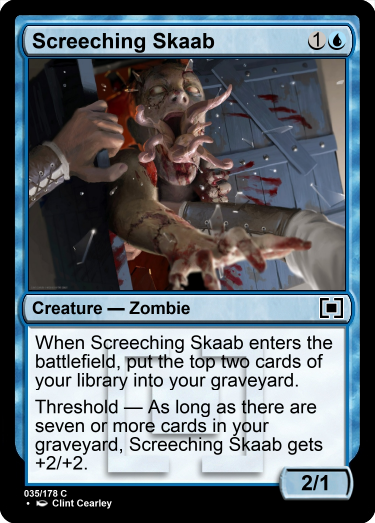 Screeching Skaab 1
Creature — Zombie
When Screeching Skaab enters the
battlefield, put the top two cards of
your library into your graveyard.
Threshold — As long as there are
seven or more cards in your
graveyard, Screeching Skaab gets
+2/+2.
2/1
035/178 C
• Clint Cearley